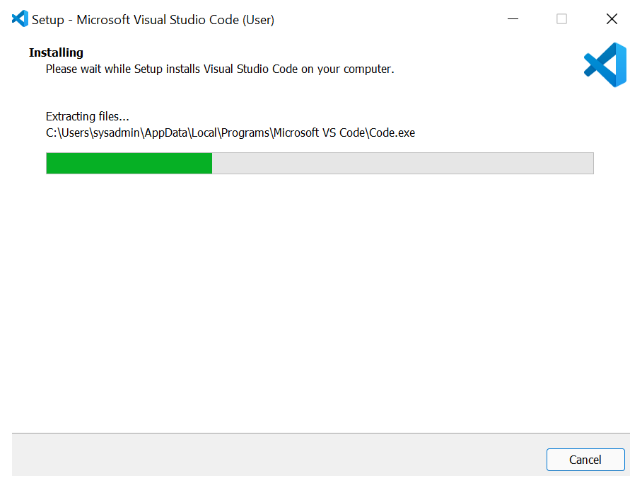 Setup - Microsoft Visual Studio Code (User)
Installing
Please wait while Setup installs Visual Studio Code on your computer.
Extracting files...
C:\Users\sysadmin\AppData\Local\Programs\Microsoft VS Code\Code.exe
Cancel